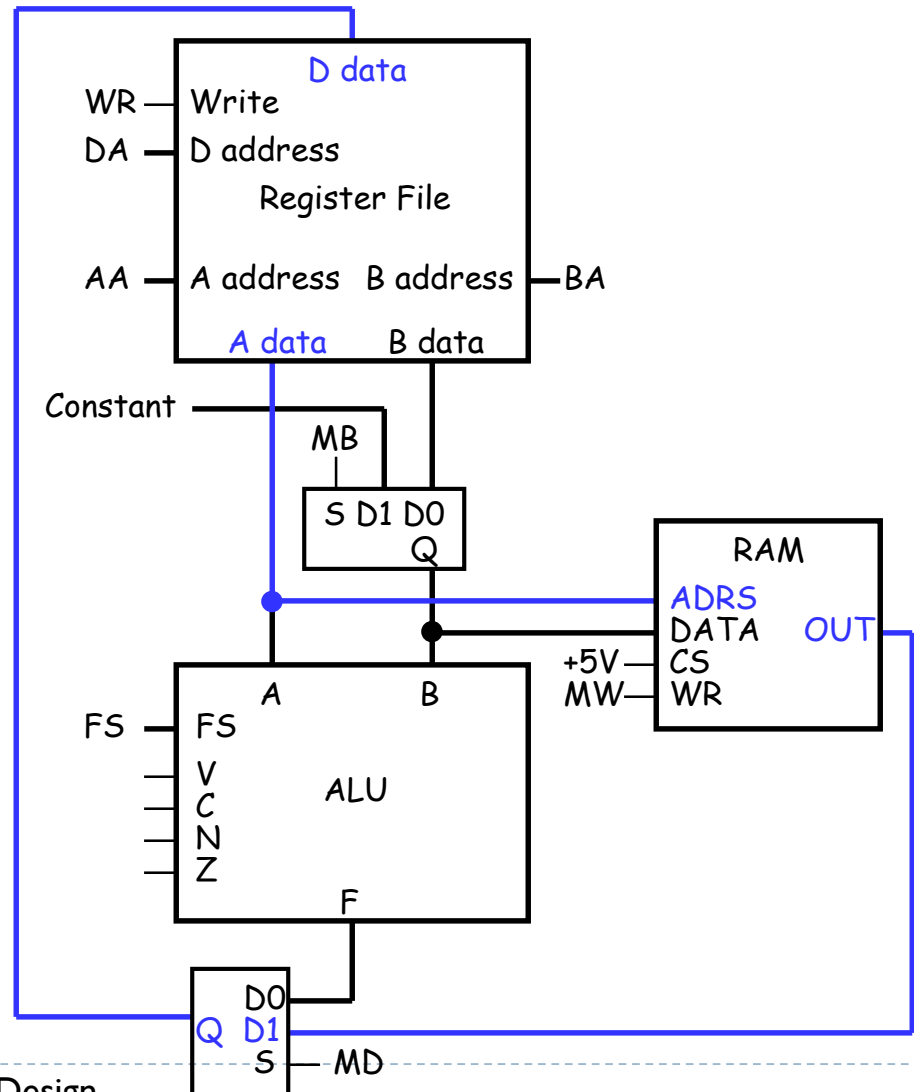 D data
WR Write
DA D address
Register File
AA A address B address BA
A data B data
Constant
MB
S D1 D0
Q
RAM
ADRS
DATA OUT
+5V CS
MW WR
A B
FS FS
V
ALU
C
N
Z
F
D0
Q D1
S MD
Design